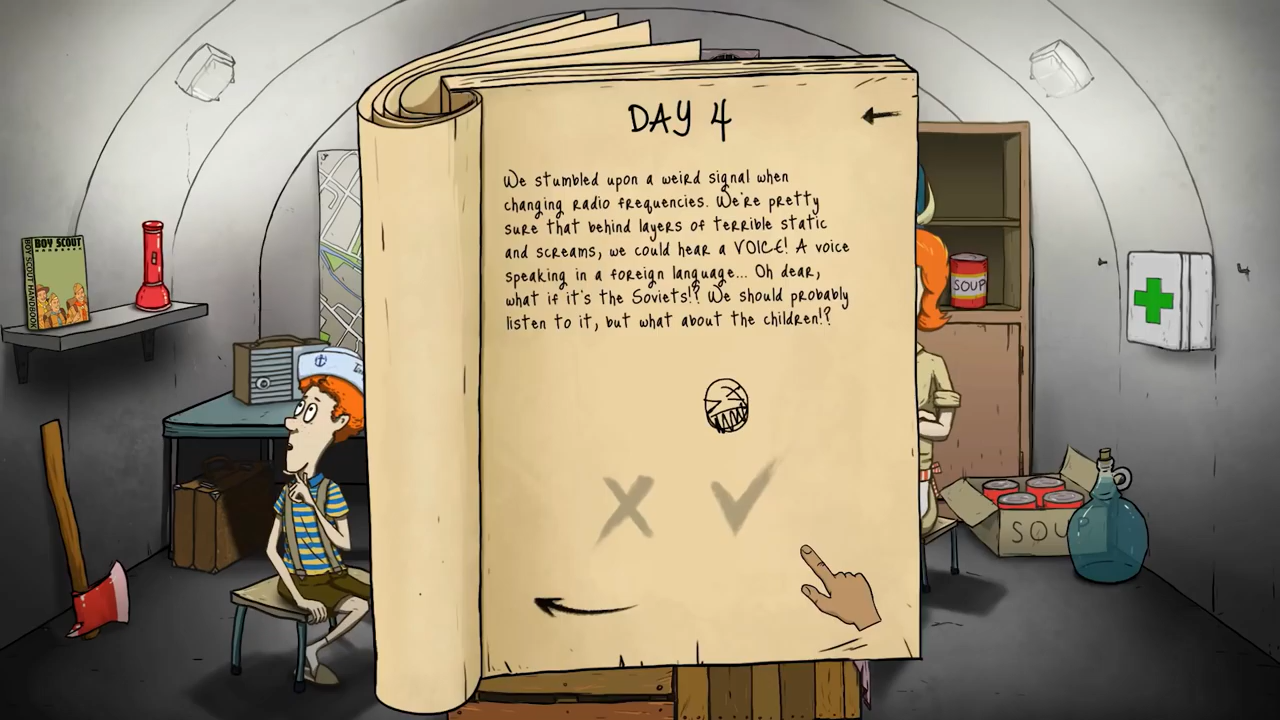 DAY 4
We stumbled upon a weird signal when
changing radio frequencies. We're pretty
sure that behind layers of terrible static
and screams, we could hear a VOICE! A voice
speaking in a foreign language... Oh dear,
what if it's the Soviets!? We should probably
listen to it, but what about the children!?
BOY SCOUT
BOY SCOUT HANDBOOK
SOUP
SOU